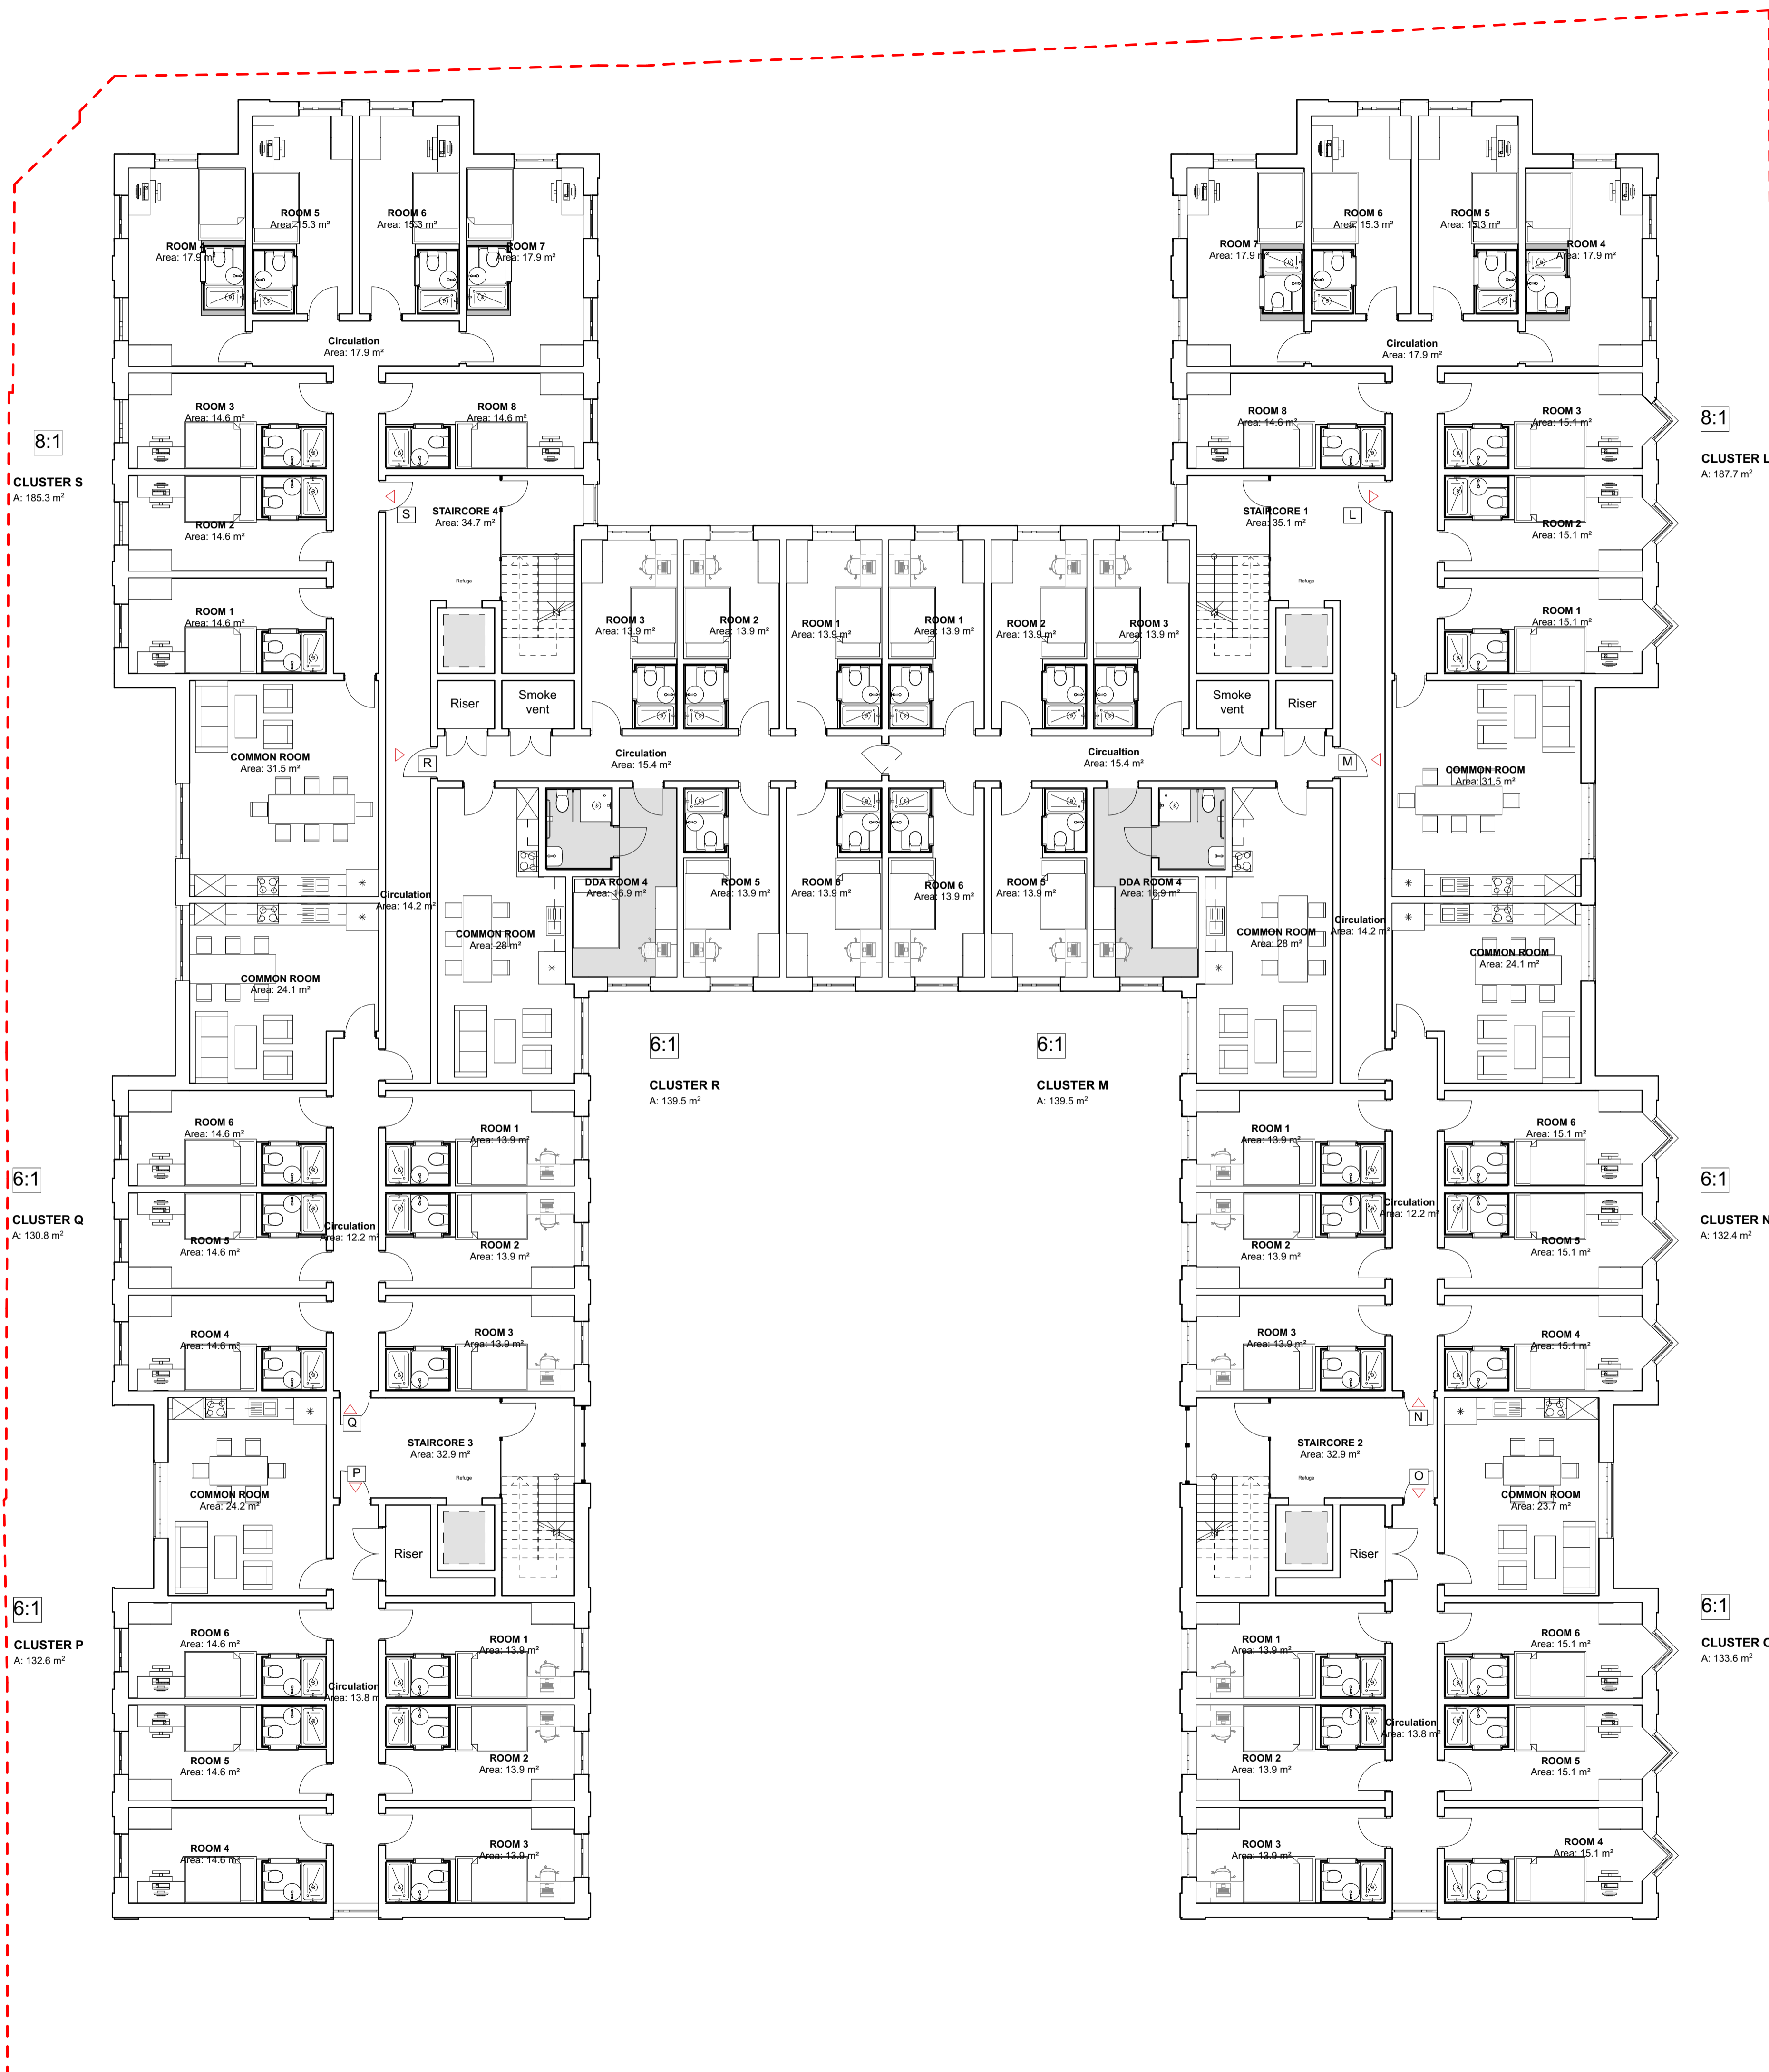 ROOM 5
Area: 15.3 m²
ROOM 6
Area: 15.3 m²
ROOM 4
Area: 17.9 m²
ROOM 7
Area: 17.9 m²
Circulation
Area: 17.9 m²
ROOM 3
Area: 14.6 m²
ROOM 8
Area: 14.6 m²
8:1
CLUSTER S
A: 185.3 m²
ROOM 2
Area: 14.6 m²
S
STAIRCORE 4
Area: 34.7 m²
Refuge
ROOM 1
Area: 14.6 m²
Riser
Smoke
vent
COMMON ROOM
Area: 31.5 m²
R
ROOM 6
Area: 15.3 m²
ROOM 5
Area: 15.3 m²
ROOM 7
Area: 17.9 m²
ROOM 4
Area: 17.9 m²
Circulation
Area: 17.9 m²
ROOM 8
Area: 14.6 m²
ROOM 3
Area: 15.1 m²
8:1
CLUSTER L
A: 187.7 m²
STAIRCORE 1
Area: 35.1 m²
L
Refuge
ROOM 2
Area: 15.1 m²
ROOM 1
Area: 15.1 m²
Smoke
vent
Riser
M
COMMON ROOM
Area: 31.5 m²
ROOM 3
Area: 13.9 m²
ROOM 2
Area: 13.9 m²
ROOM 1
Area: 13.9 m²
ROOM 1
Area: 13.9 m²
ROOM 2
Area: 13.9 m²
ROOM 3
Area: 13.9 m²
Circulation
Area: 15.4 m²
Circualtion
Area: 15.4 m²
DDA ROOM 4
Area: 16.9 m²
ROOM 5
Area: 13.9 m²
ROOM 6
Area: 13.9 m²
ROOM 6
Area: 13.9 m²
ROOM 5
Area: 13.9 m²
DDA ROOM 4
Area: 16.9 m²
Circulation
Area: 14.2 m²
COMMON ROOM
Area: 28 m²
COMMON ROOM
Area: 28 m²
Circulation
Area: 14.2 m²
COMMON ROOM
Area: 24.1 m²
COMMON ROOM
Area: 24.1 m²
6:1
CLUSTER R
A: 139.5 m²
6:1
CLUSTER M
A: 139.5 m²
ROOM 6
Area: 14.6 m²
ROOM 1
Area: 13.9 m²
6:1
CLUSTER Q
A: 130.8 m²
Circulation
Area: 12.2 m²
ROOM 5
Area: 14.6 m²
ROOM 2
Area: 13.9 m²
ROOM 4
Area: 14.6 m²
ROOM 3
Area: 13.9 m²
Q
STAIRCORE 3
Area: 32.9 m²
P
Refuge
COMMON ROOM
Area: 24.2 m²
Riser
6:1
CLUSTER P
A: 132.6 m²
ROOM 6
Area: 14.6 m²
ROOM 1
Area: 13.9 m²
Circulation
Area: 13.8 m
ROOM 5
Area: 14.6 m²
ROOM 2
Area: 13.9 m²
ROOM 4
Area: 14.6 m²
ROOM 3
Area: 13.9 m²
ROOM 1
Area: 13.9 m²
ROOM 6
Area: 15.1 m²
6:1
CLUSTER N
A: 132.4 m²
Circulation
Area: 12.2 m²
ROOM 2
Area: 13.9 m²
ROOM 5
Area: 15.1 m²
ROOM 3
Area: 13.9 m²
ROOM 4
Area: 15.1 m²
N
STAIRCORE 2
Area: 32.9 m²
O
Refuge
COMMON ROOM
Area: 23.7 m²
Riser
6:1
CLUSTER O
A: 133.6 m²
ROOM 1
Area: 13.9 m²
ROOM 6
Area: 15.1 m²
Circulation
Area: 13.8 m²
ROOM 2
Area: 13.9 m²
ROOM 5
Area: 15.1 m²
ROOM 3
Area: 13.9 m²
ROOM 4
Area: 15.1 m²